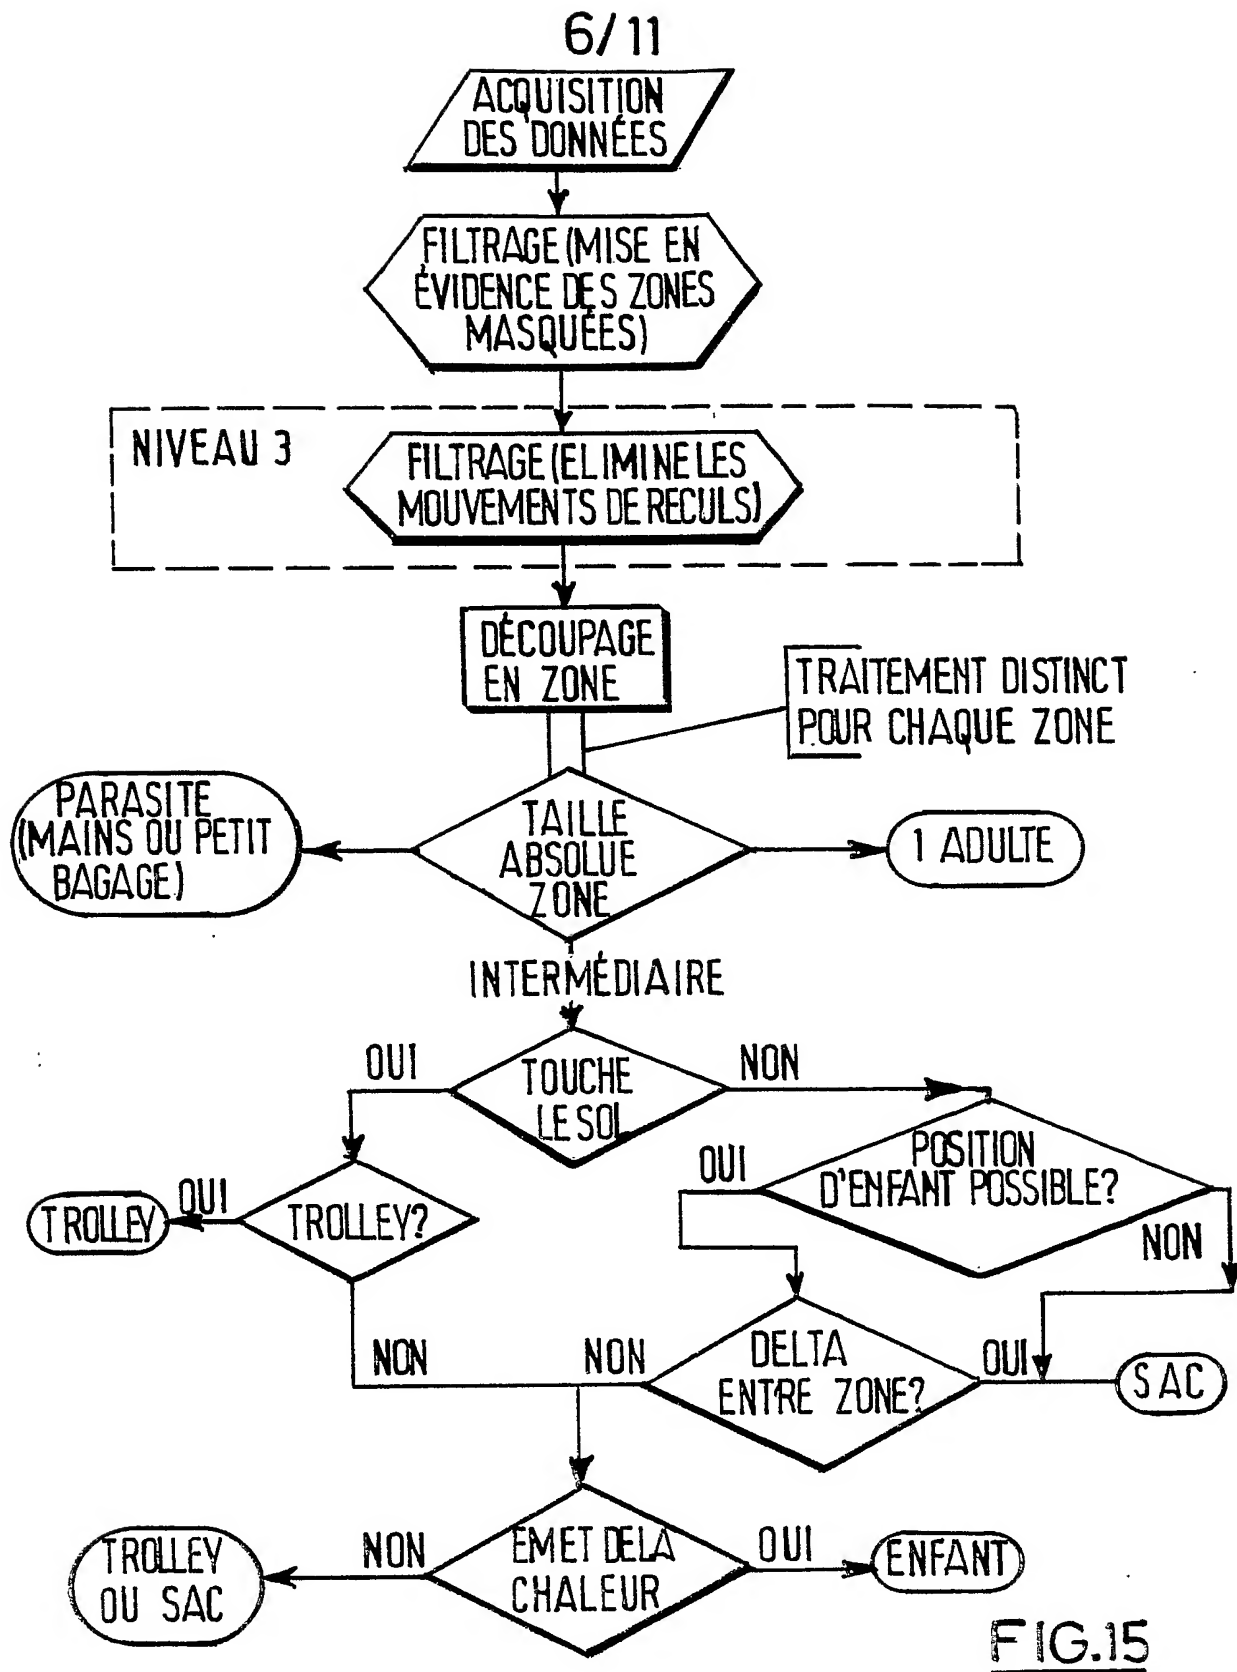 6/11
ACQUISITION
DES DONNÉES
FILTRAGE (MISE EN
ÉVIDENCE DES ZONES
MASQUÉES)
NIVEAU 3
FILTRAGE (ELIMINE LES
MOUVEMENTS DE RECULS)
DÉCOUPAGE
EN ZONE
TRAITEMENT DISTINCT
POUR CHAQUE ZONE
PARASITE
(MAINS OU PETIT
BAGAGE)
TAILLE
ABSOLUE
ZONE
1 ADULTE
INTERMÉDIAIRE
OUI
TOUCHE
LE SOL
NON
POSITION
D'ENFANT POSSIBLE?
OUI
NON
TROLLEY
OUI
TROLLEY?
NON
NON
DELTA
ENTRE ZONE?
OUI
SAC
TROLLEY
OU SAC
NON
EMET DE LA
CHALEUR
OUI
ENFANT
FIG.15